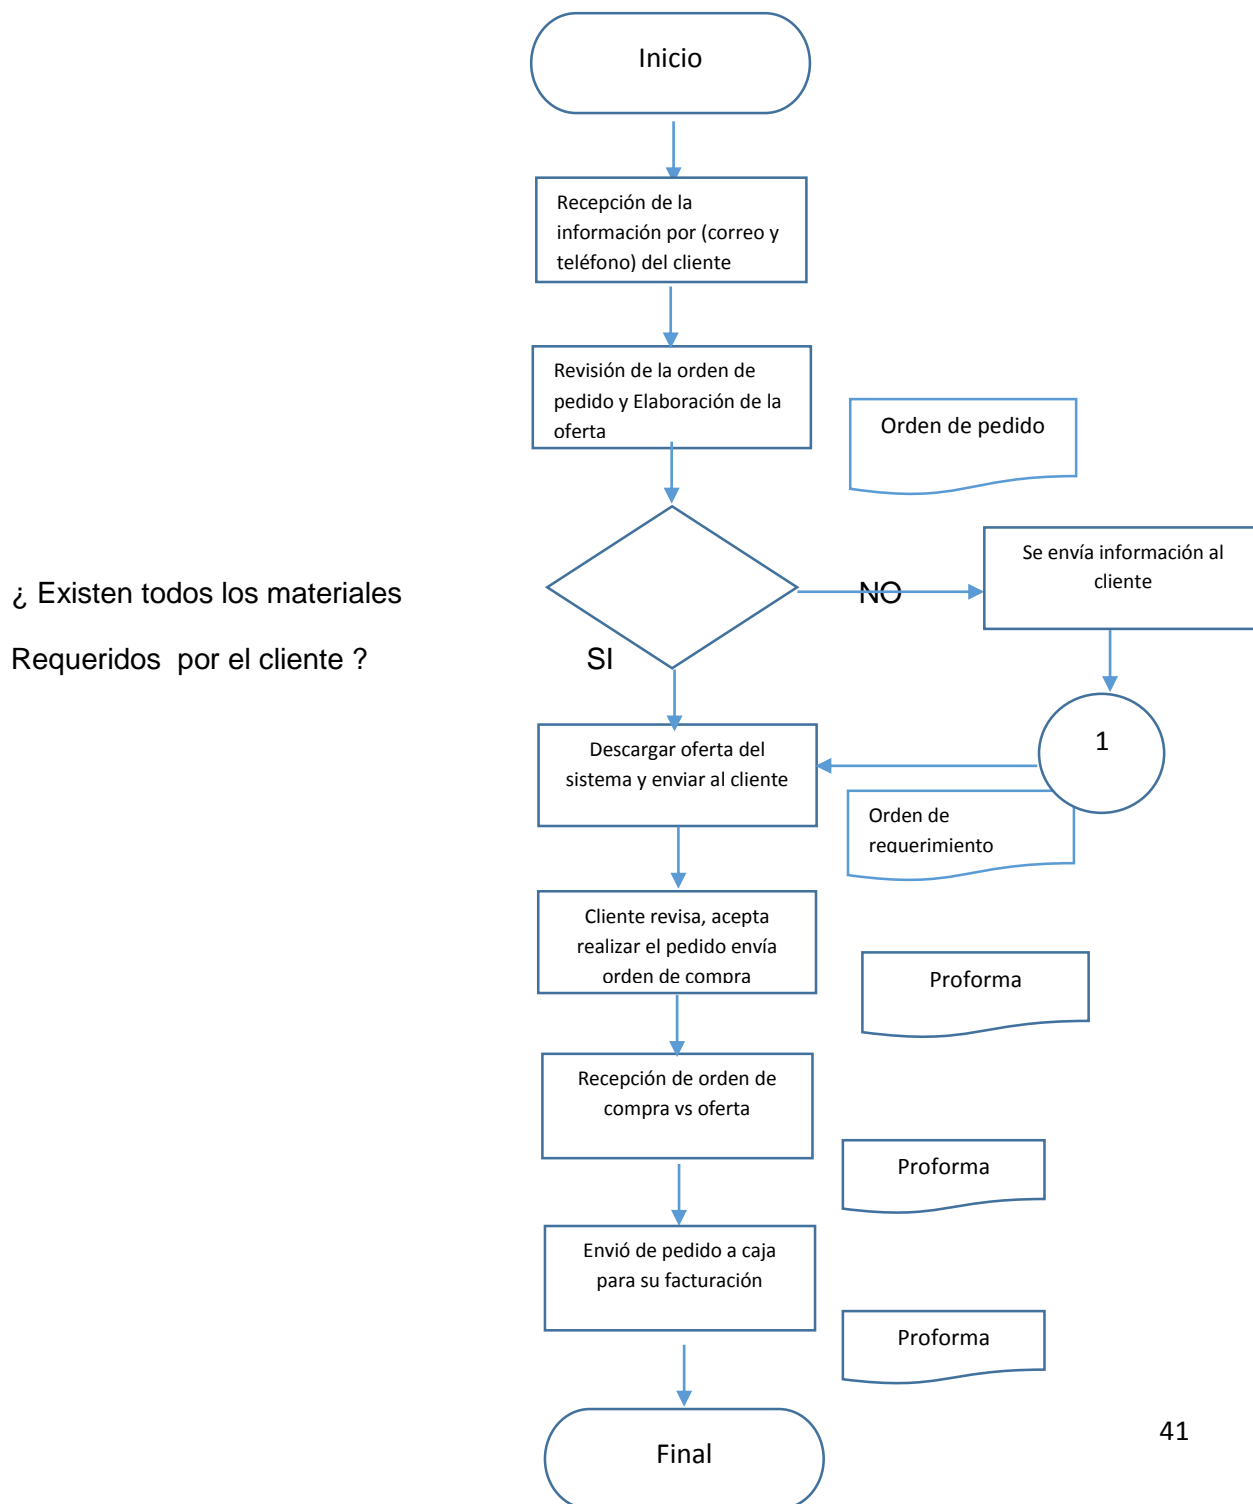 Inicio
Recepción de la
información por (correo y
teléfono) del cliente
Revisión de la orden de
pedido y Elaboración de la
oferta
Orden de pedido
Se envía información al
cliente
¿ Existen todos los materiales
NO
Requeridos  por el cliente ?
SI
1
Descargar oferta del
sistema y enviar al cliente
Orden de
requerimiento
Cliente revisa, acepta
realizar el pedido envía
orden de compra
Proforma
Recepción de orden de
compra vs oferta
Proforma
Envió de pedido a caja
para su facturación
Proforma
Final
41